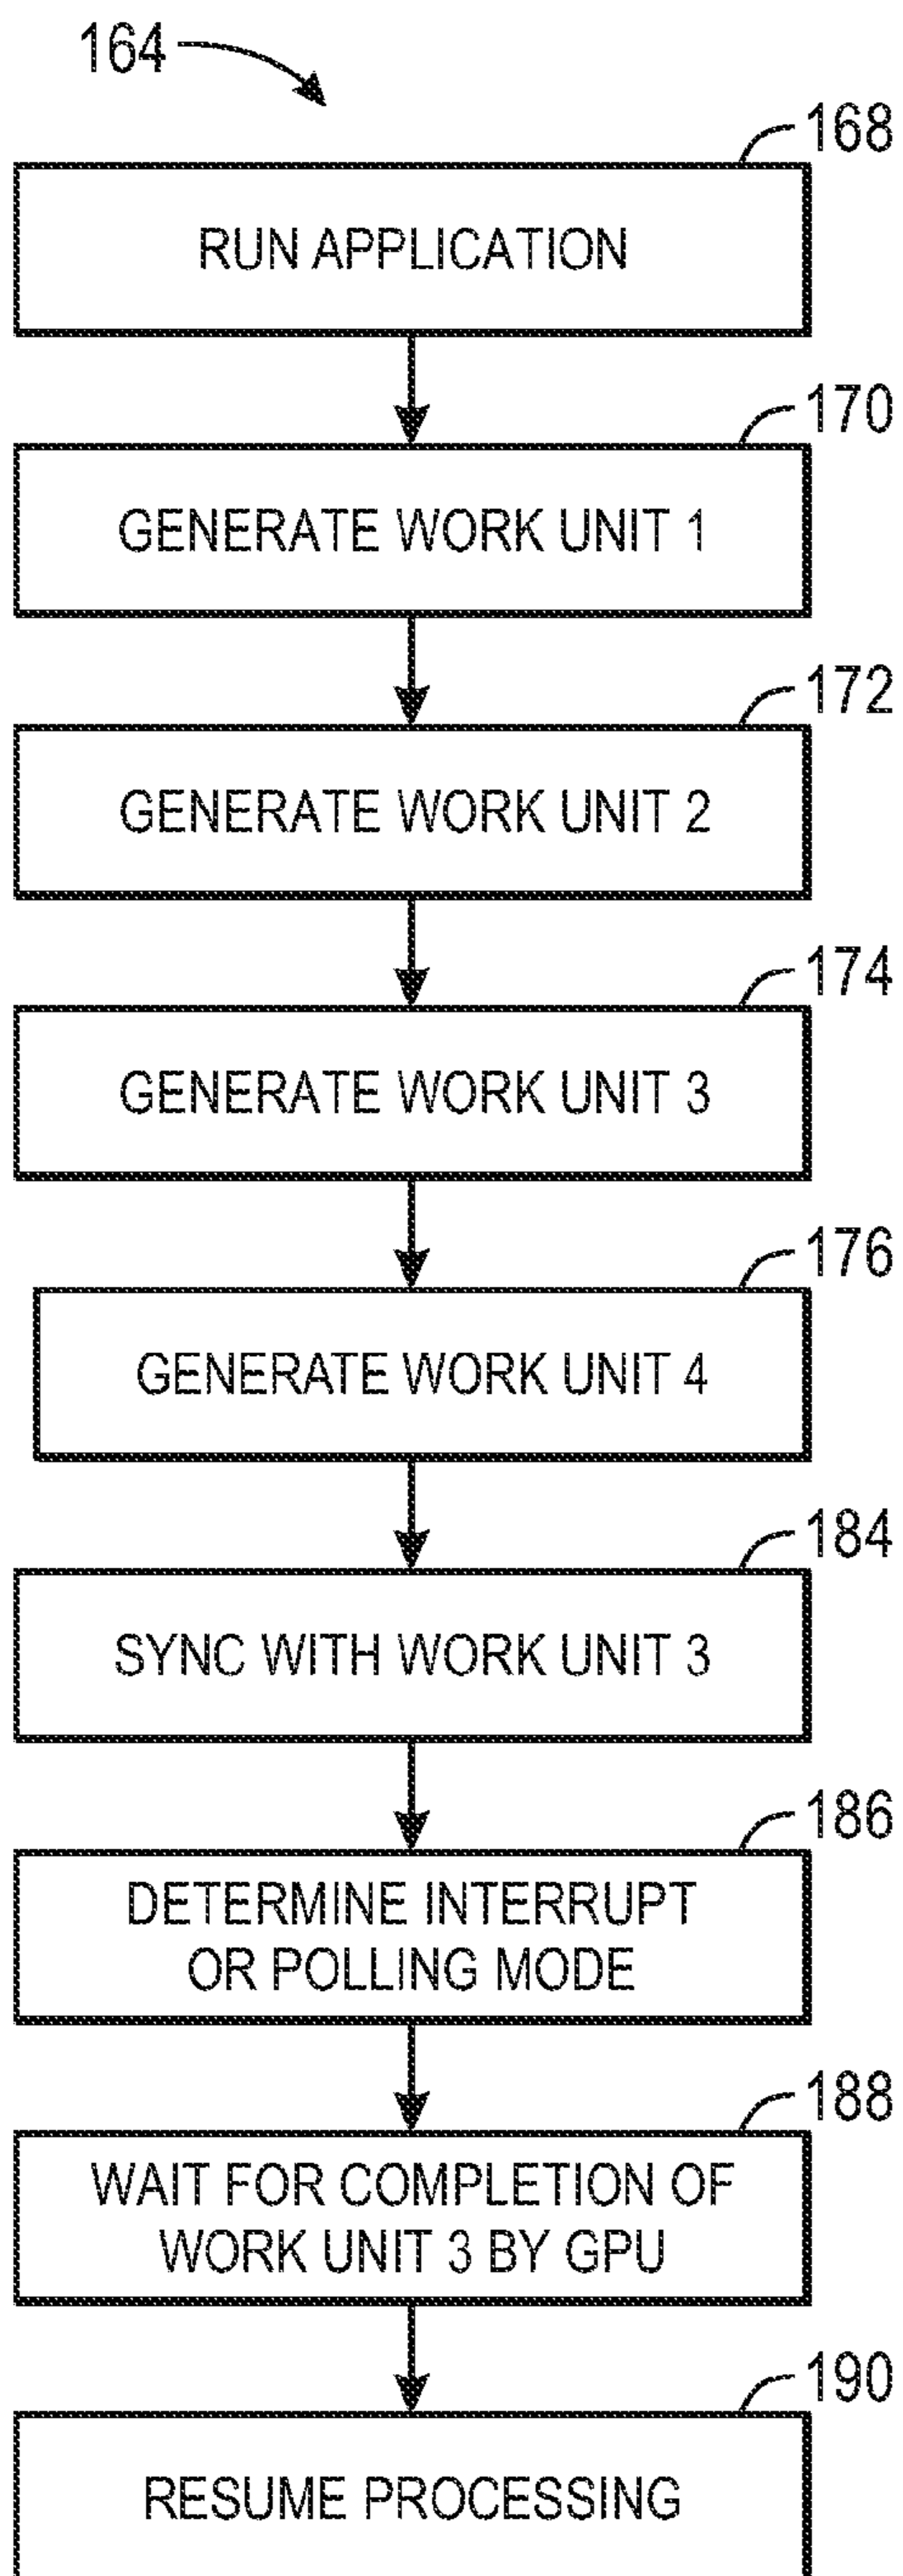 164
168
RUN APPLICATION
170
GENERATE WORK UNIT 1
172
GENERATE WORK UNIT 2
174
GENERATE WORK UNIT 3
176
GENERATE WORK UNIT 4
184
SYNC WITH WORK UNIT 3
186
DETERMINE INTERRUPT
OR POLLING MODE
188
WAIT FOR COMPLETION OF
WORK UNIT 3 BY GPU
190
RESUME PROCESSING